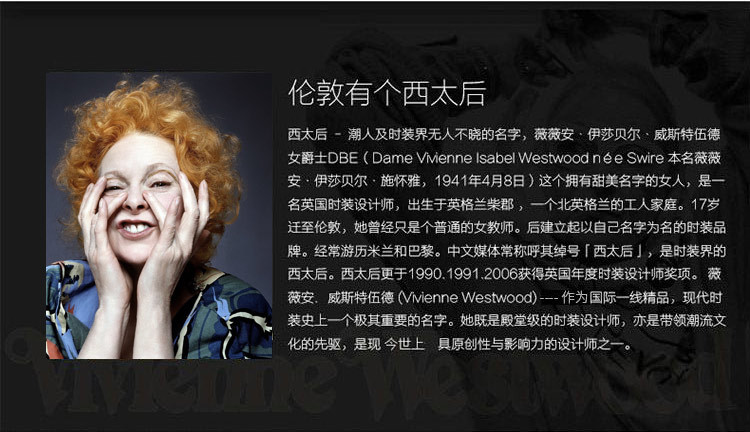 伦敦有个西太后
西太后 - 潮人及时装界无人不晓的名字，薇薇安·伊莎贝尔·威斯特伍德
女爵士DBE（Dame Vivienne Isabel Westwood née Swire 本名薇薇
安·伊莎贝尔·施怀雅，1941年4月8日）这个拥有甜美名字的女人，是一
名英国时装设计师，出生于英格兰柴郡，一个北英格兰的工人家庭。17岁
迁至伦敦，她曾经只是个普通的女教师。后建立起以自己名字为名的时装品
牌。经常游历米兰和巴黎。中文媒体常称呼其绰号「西太后」，是时装界的
西太后。西太后更于1990.1991.2006获得英国年度时装设计师奖项。 薇
薇安. 威斯特伍德 (Vivienne Westwood) ---- 作为国际一线精品，现代时
装史上一个极其重要的名字。她既是殿堂级的时装设计师，亦是带领潮流文
化的先驱，是现 今世上 具原创性与影响力的设计师之一。
Vivienne Westwood